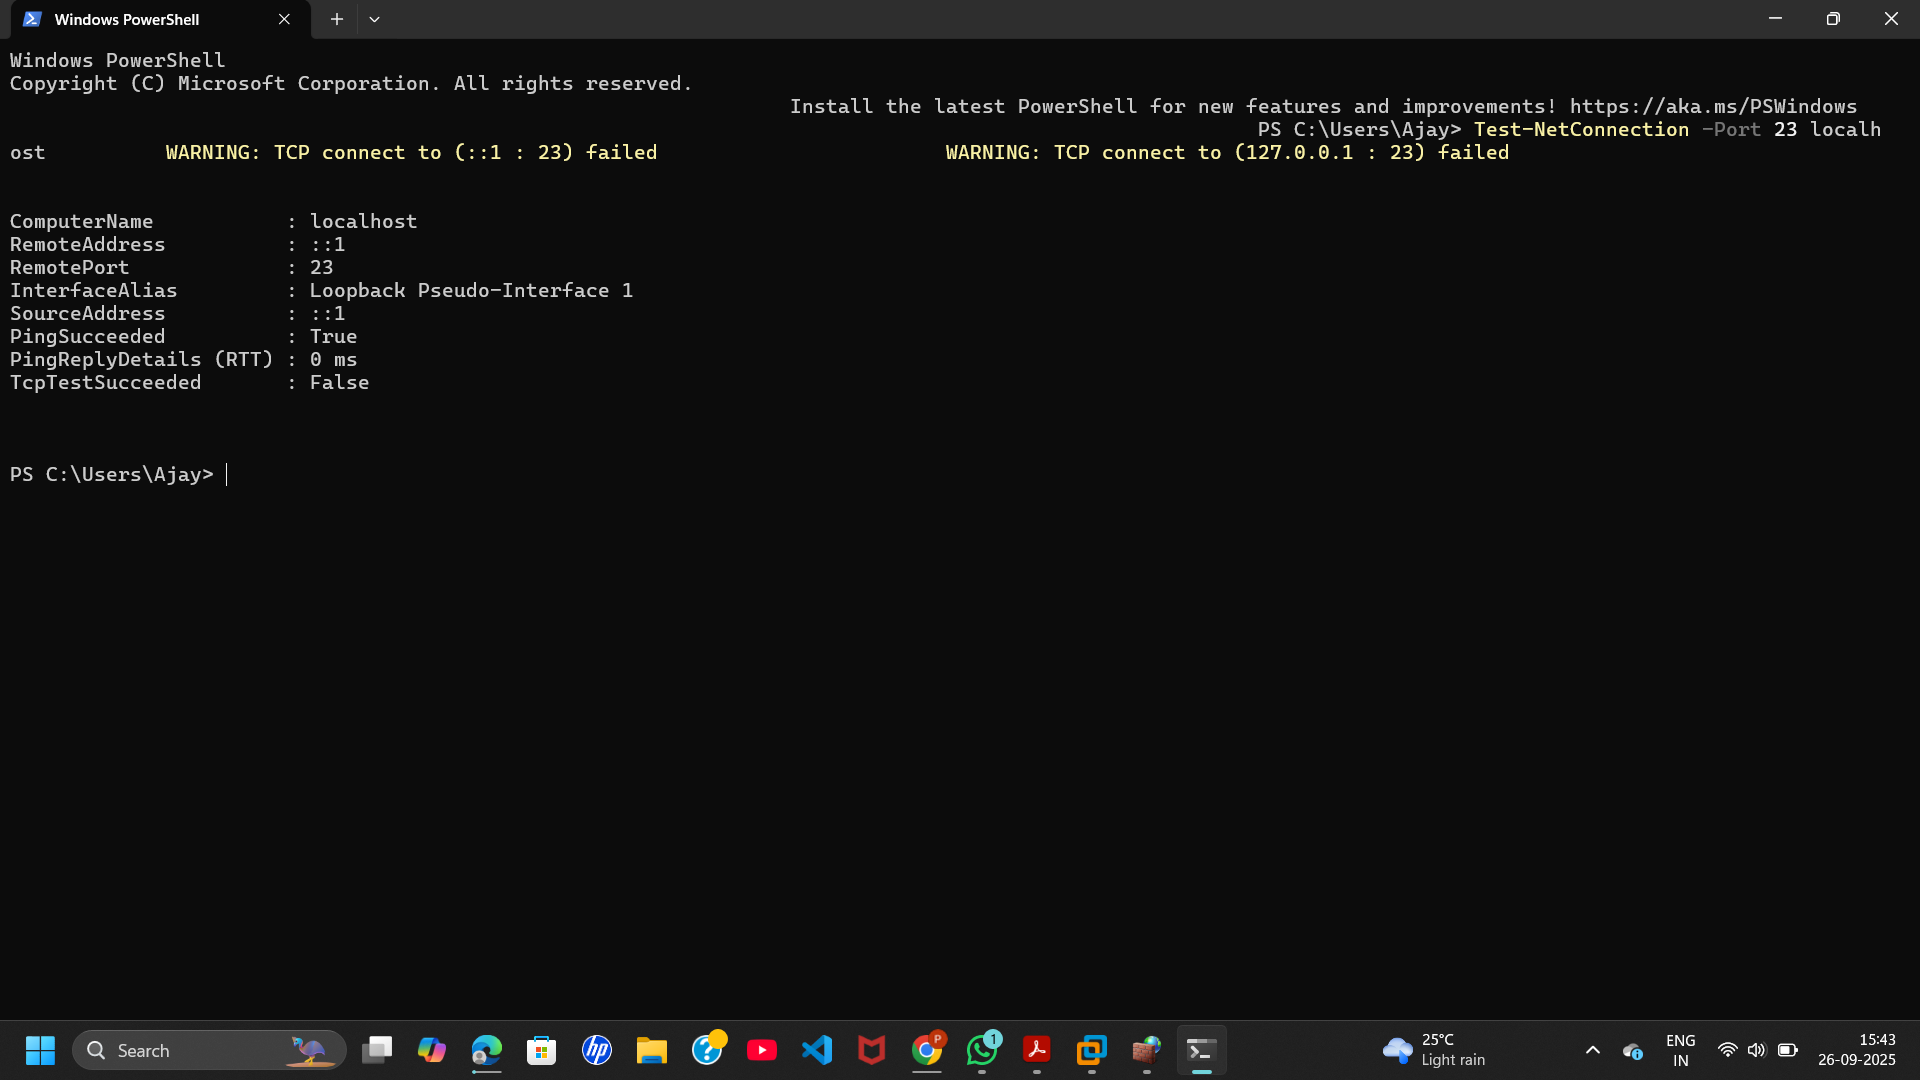 Windows PowerShell
Windows PowerShell
Copyright (C) Microsoft Corporation. All rights reserved.
Install the latest PowerShell for new features and improvements! https://aka.ms/PSWindows
PS C:\Users\Ajay> Test-NetConnection -Port 23 localh
ost WARNING: TCP connect to (::1 : 23) failed WARNING: TCP connect to (127.0.0.1 : 23) failed
ComputerName : localhost
RemoteAddress : ::1
RemotePort : 23
InterfaceAlias : Loopback Pseudo-Interface 1
SourceAddress : ::1
PingSucceeded : True
PingReplyDetails (RTT) : 0 ms
TcpTestSucceeded : False
PS C:\Users\Ajay>
Search
hp
?
P
1
25°C
Light rain
ENG
IN
15:43
26-09-2025